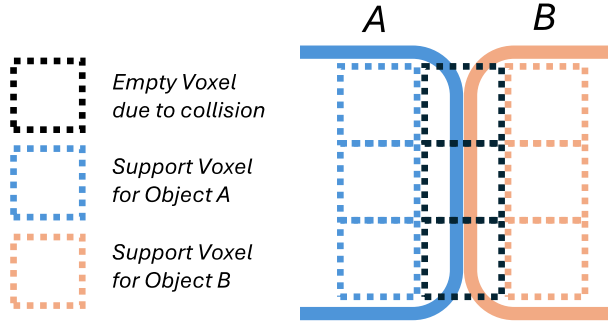 A
B
Empty Voxel
due to collision
Support Voxel
for Object A
Support Voxel
for Object B